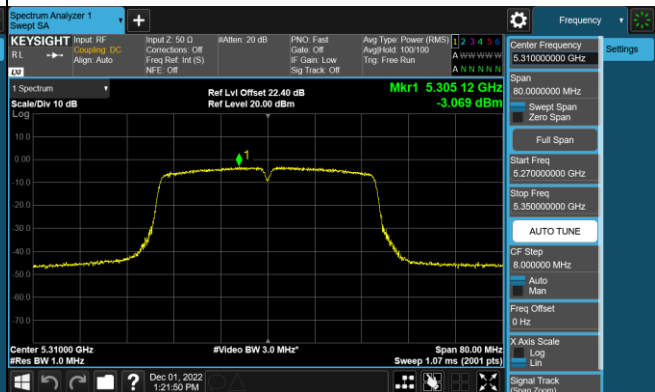 Spectrum Analyzer 1
Swept SA
+
Frequency
KEYSIGHT
RL
LXI
Input: RF
Coupling: DC
Align: Auto
Input Z: 50 Ω
Corrections: Off
Freq Ref: Int (S)
NFE: Off
#Atten: 20 dB
PNO: Fast
Gate: Off
IF Gain: Low
Sig Track: Off
Avg Type: Power (RMS)
Avg|Hold: 100/100
Trig: Free Run
1 2 3 4 5 6
A W W W W W
A N N N N N
1 Spectrum
Scale/Div 10 dB
Log
Ref Lvl Offset 22.40 dB
Ref Level 20.00 dBm
Mkr1 5.305 12 GHz
-3.069 dBm
10.0
0.00
-10.0
-20.0
-30.0
-40.0
-50.0
-60.0
-70.0
1
Center 5.31000 GHz
#Res BW 1.0 MHz
#Video BW 3.0 MHz*
Span 80.00 MHz
Sweep 1.07 ms (2001 pts)
Dec 01, 2022
1:21:50 PM
Center Frequency
5.310000000 GHz
Settings
Span
80.0000000 MHz
Swept Span
Zero Span
Full Span
Start Freq
5.270000000 GHz
Stop Freq
5.350000000 GHz
AUTO TUNE
CF Step
8.000000 MHz
Auto
Man
Freq Offset
0 Hz
X Axis Scale
Log
Lin
Signal Track
(Span Zoom)